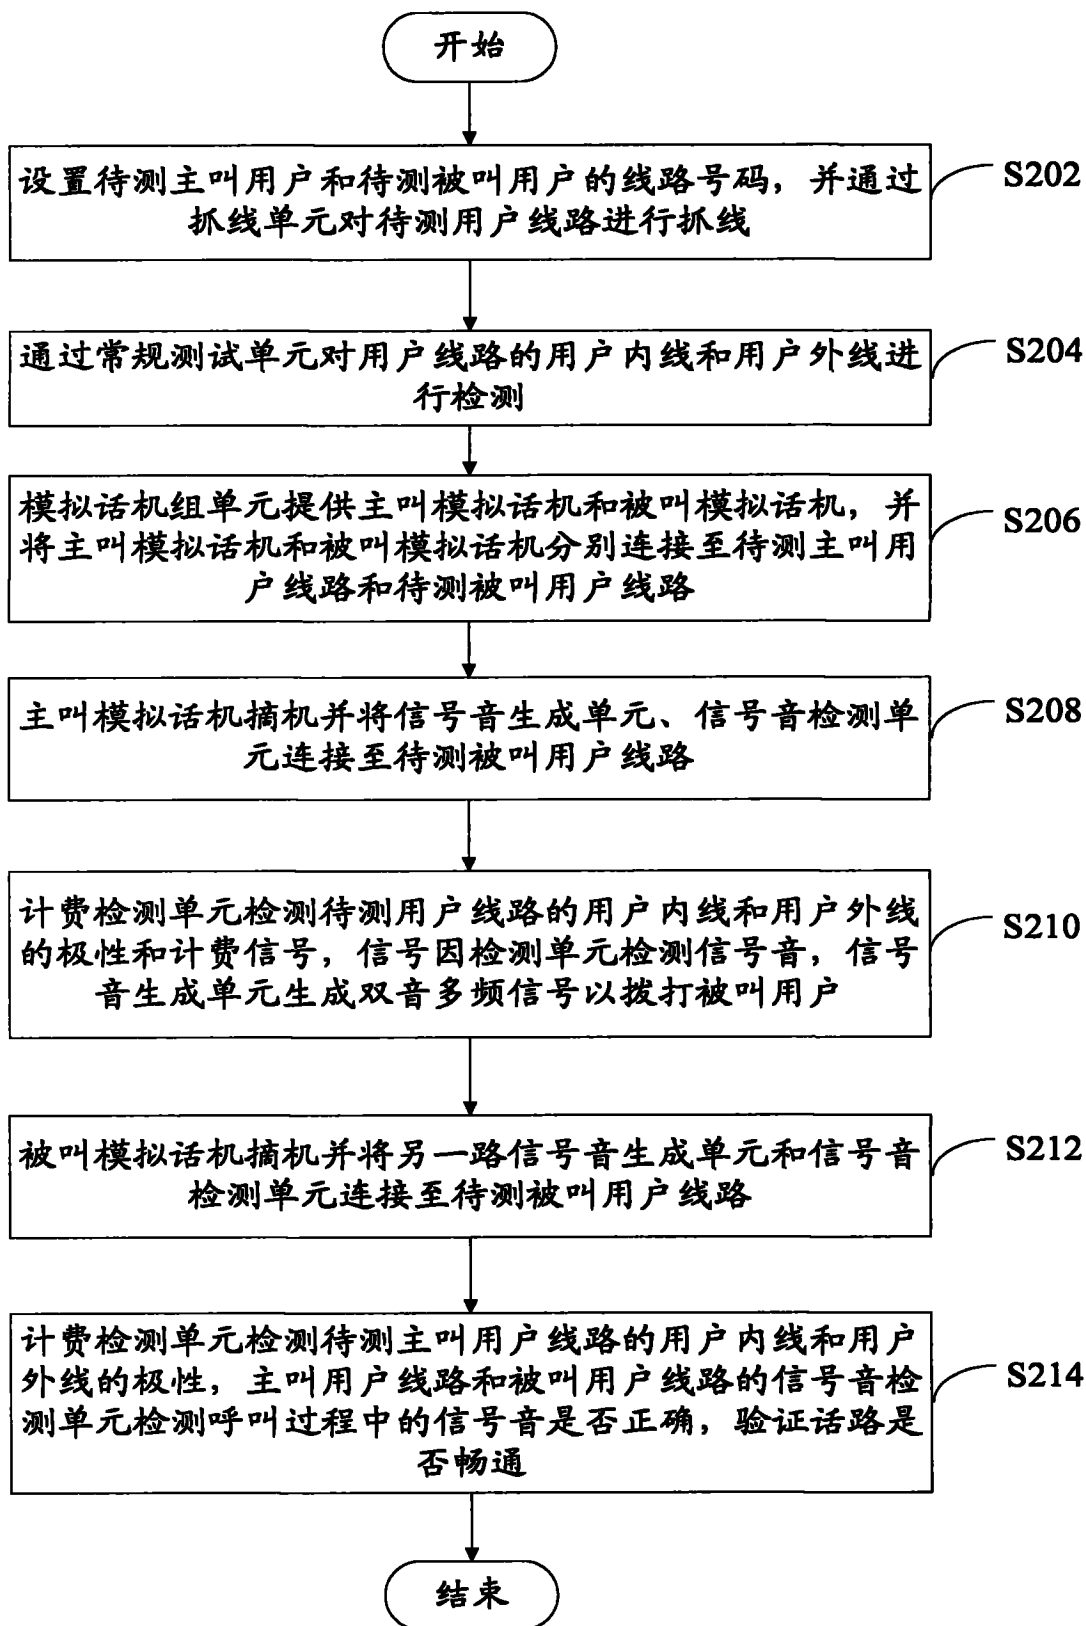 开始
设置待测主叫用户和待测被叫用户的线路号码，并通过
抓线单元对待测用户线路进行抓线
S202
通过常规测试单元对用户线路的用户内线和用户外线进
行检测
S204
模拟话机组单元提供主叫模拟话机和被叫模拟话机，并
将主叫模拟话机和被叫模拟话机分别连接至待测主叫用
户线路和待测被叫用户线路
S206
主叫模拟话机摘机并将信号音生成单元、信号音检测单
元连接至待测被叫用户线路
S208
计费检测单元检测待测用户线路的用户内线和用户外线
的极性和计费信号，信号因检测单元检测信号音，信号
音生成单元生成双音多频信号以拨打被叫用户
S210
被叫模拟话机摘机并将另一路信号音生成单元和信号音
检测单元连接至待测被叫用户线路
S212
计费检测单元检测待测主叫用户线路的用户内线和用户
外线的极性，主叫用户线路和被叫用户线路的信号音检
测单元检测呼叫过程中的信号音是否正确，验证话路是
否畅通
S214
结束